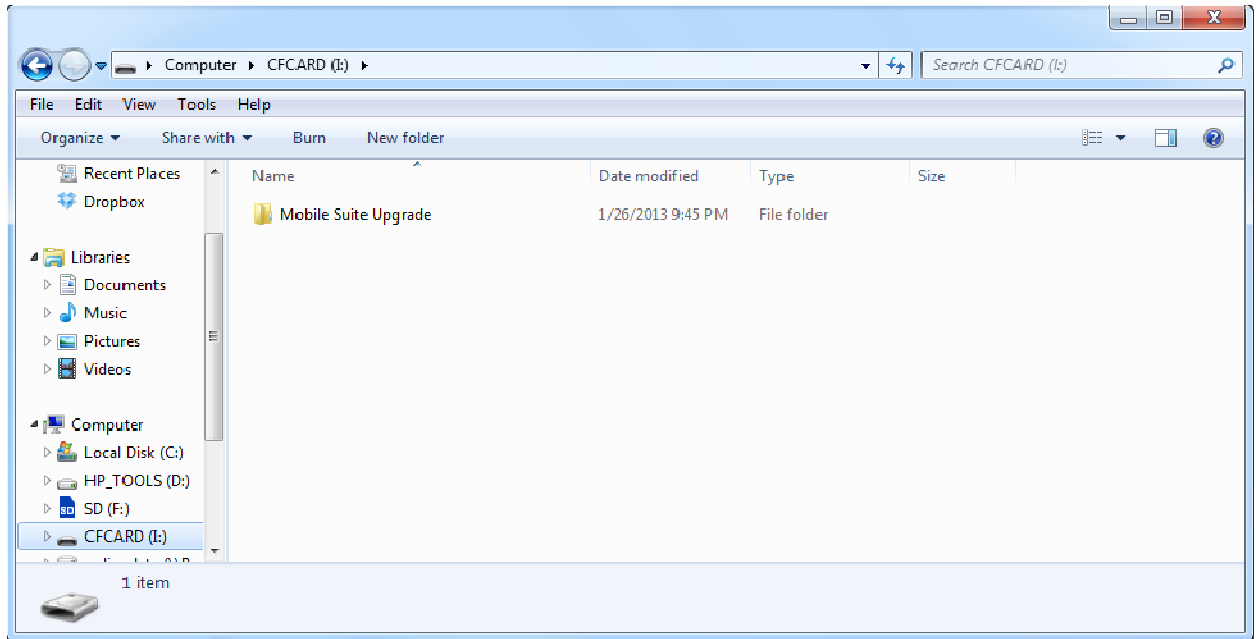 Computer ▸ CFCARD (I:) ▸ Search CFCARD (I:)
File Edit View Tools Help
Organize Share with Burn New folder
Recent Places
Dropbox
Libraries
Documents
Music
Pictures
Videos
Computer
Local Disk (C:)
HP_TOOLS (D:)
SD (F:)
CFCARD (I:)
Name Date modified Type Size
Mobile Suite Upgrade 1/26/2013 9:45 PM File folder
1 item